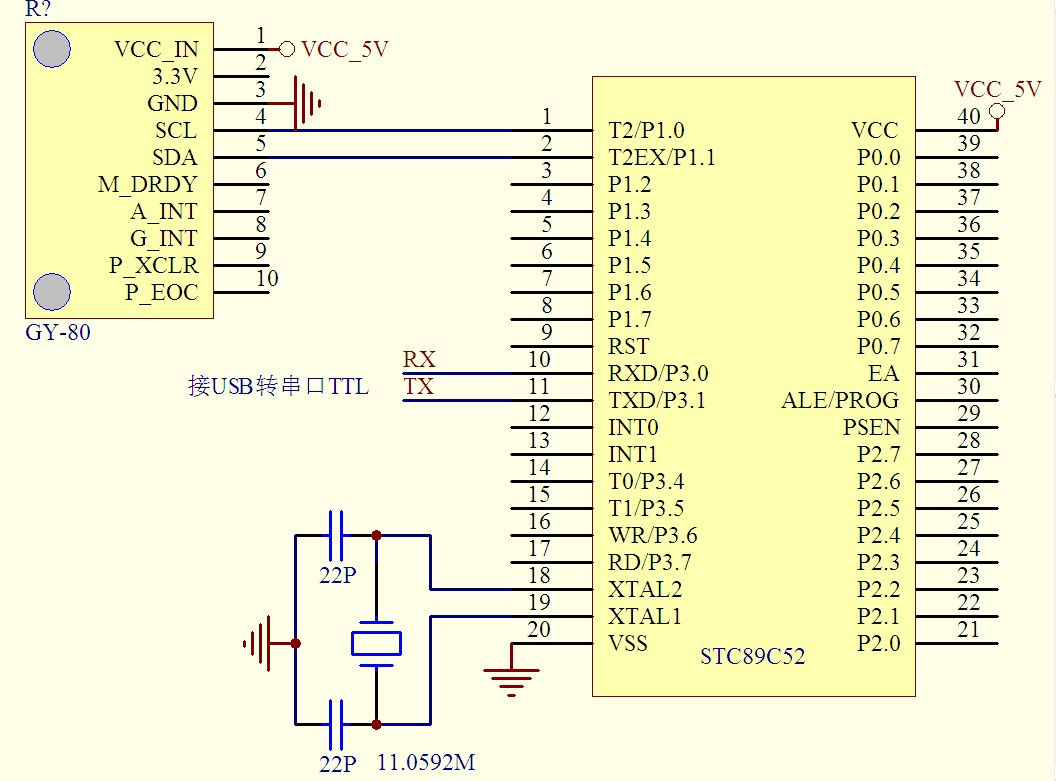 R?
VCC_IN 1 VCC_5V
3.3V 2
GND 3
SCL 4
SDA 5
M_DRDY 6
A_INT 7
G_INT 8
P_XCLR 9
P_EOC 10
GY-80
VCC_5V
1 T2/P1.0 VCC 40
2 T2EX/P1.1 P0.0 39
3 P1.2 P0.1 38
4 P1.3 P0.2 37
5 P1.4 P0.3 36
6 P1.5 P0.4 35
7 P1.6 P0.5 34
8 P1.7 P0.6 33
9 RST P0.7 32
RX 10 RXD/P3.0 EA 31
接USB转串口TTL TX 11 TXD/P3.1 ALE/PROG 30
12 INT0 PSEN 29
13 INT1 P2.7 28
14 T0/P3.4 P2.6 27
15 T1/P3.5 P2.5 26
16 WR/P3.6 P2.4 25
17 RD/P3.7 P2.3 24
18 XTAL2 P2.2 23
19 XTAL1 P2.1 22
20 VSS P2.0 21
STC89C52
22P
22P 11.0592M